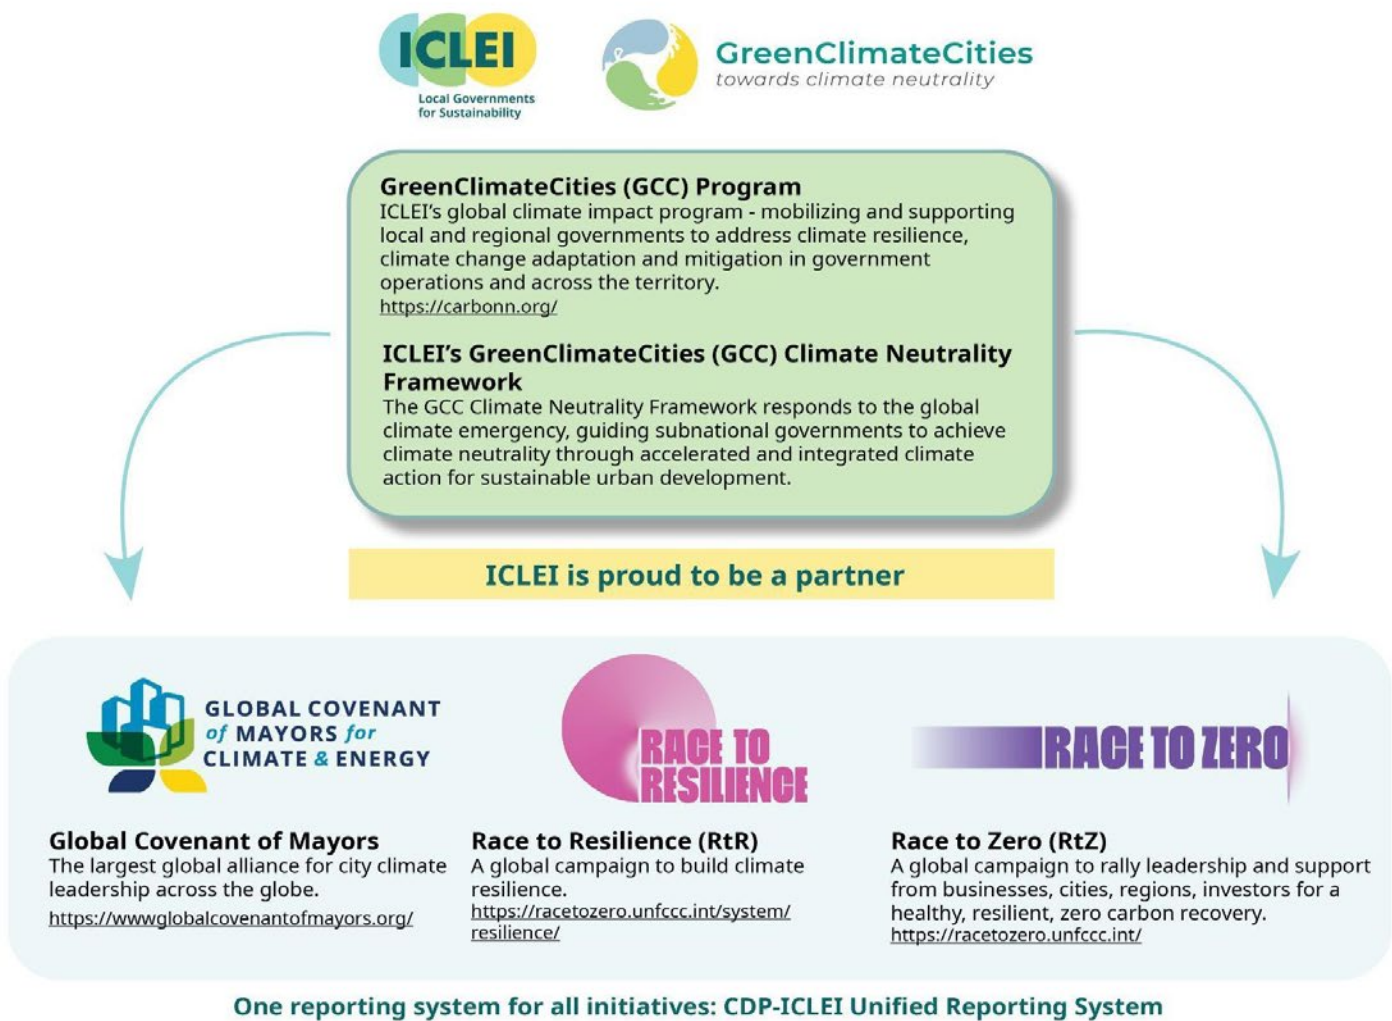 ICLEI
Local Governments
for Sustainability
GreenClimateCities
towards climate neutrality
GreenClimateCities (GCC) Program
ICLEI’s global climate impact program - mobilizing and supporting
local and regional governments to address climate resilience,
climate change adaptation and mitigation in government
operations and across the territory.
https://carbonn.org/
ICLEI’s GreenClimateCities (GCC) Climate Neutrality
Framework
The GCC Climate Neutrality Framework responds to the global
climate emergency, guiding subnational governments to achieve
climate neutrality through accelerated and integrated climate
action for sustainable urban development.
ICLEI is proud to be a partner
GLOBAL COVENANT
of MAYORS for
CLIMATE & ENERGY
Global Covenant of Mayors
The largest global alliance for city climate
leadership across the globe.
https://wwwglobalcovenantofmayors.org/
RACE TO
RESILIENCE
Race to Resilience (RtR)
A global campaign to build climate
resilience.
https://racetozero.unfccc.int/system/
resilience/
RACE TO ZERO
Race to Zero (RtZ)
A global campaign to rally leadership and support
from businesses, cities, regions, investors for a
healthy, resilient, zero carbon recovery.
https://racetozero.unfccc.int/
One reporting system for all initiatives: CDP-ICLEI Unified Reporting System